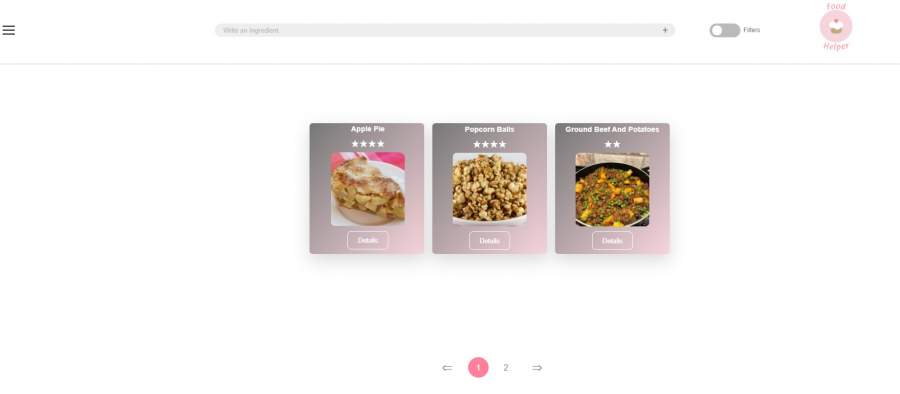 Write an Ingredient
+
Filters
Food
Helper
Apple Pie
★★★★
Details
Popcorn Balls
★★★★
Details
Ground Beef And Potatoes
★★
Details
⇐ 1 2 ⇒